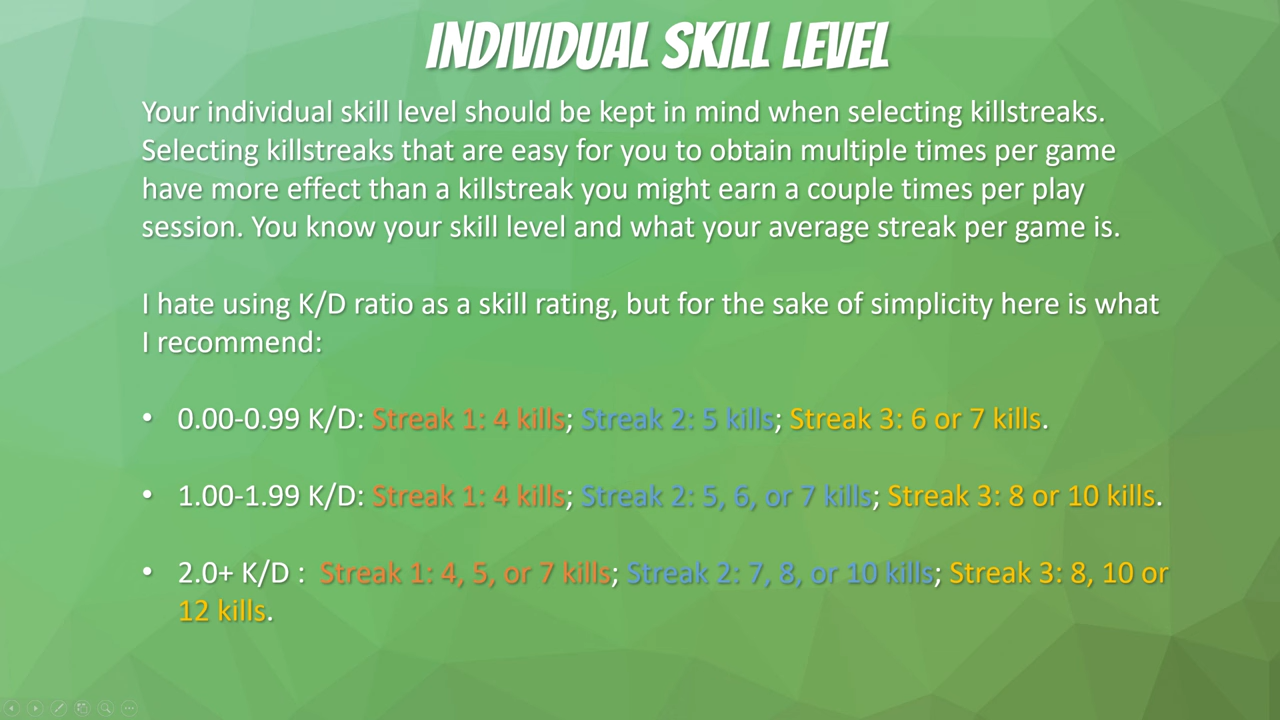 INDIVIDUAL SKILL LEVEL
Your individual skill level should be kept in mind when selecting killstreaks.
Selecting killstreaks that are easy for you to obtain multiple times per game
have more effect than a killstreak you might earn a couple times per play
session. You know your skill level and what your average streak per game is.
I hate using K/D ratio as a skill rating, but for the sake of simplicity here is what
I recommend:
• 0.00-0.99 K/D: Streak 1: 4 kills; Streak 2: 5 kills; Streak 3: 6 or 7 kills.
• 1.00-1.99 K/D: Streak 1: 4 kills; Streak 2: 5, 6, or 7 kills; Streak 3: 8 or 10 kills.
• 2.0+ K/D : Streak 1: 4, 5, or 7 kills; Streak 2: 7, 8, or 10 kills; Streak 3: 8, 10 or
12 kills.